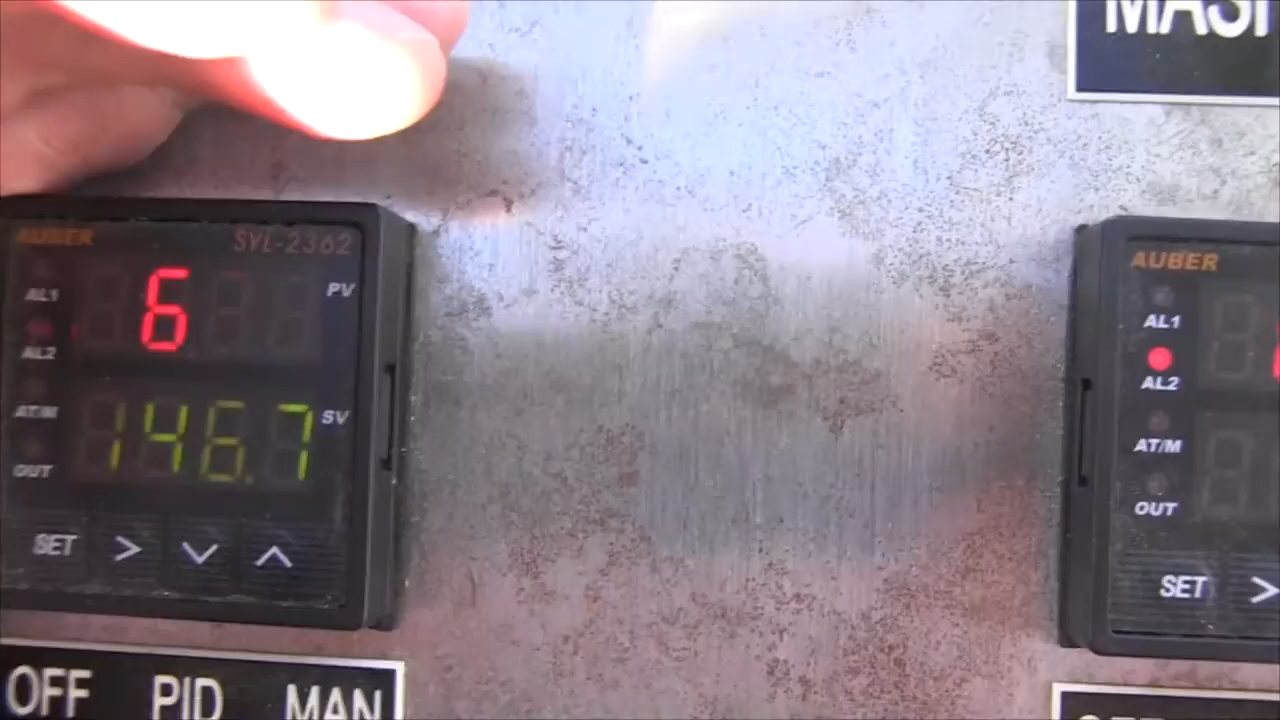 MASH
AUBER SYL-2362
6 PV
AL1
AL2
146.7 SV
AT/M
OUT
SET > ∨ ∧
OFF PID MAN
AUBER
AL1
AL2
AT/M
OUT
SET >